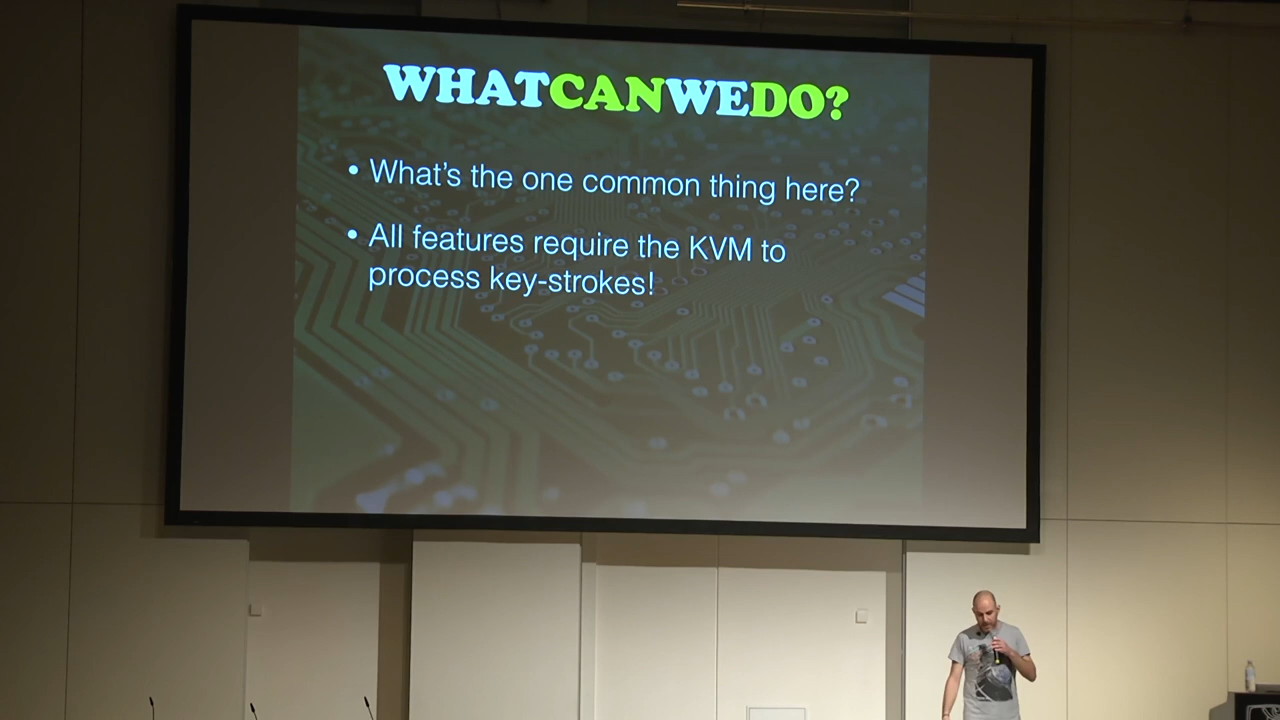 WHATCANWEDO?
• What's the one common thing here?
• All features require the KVM to
process key-strokes!